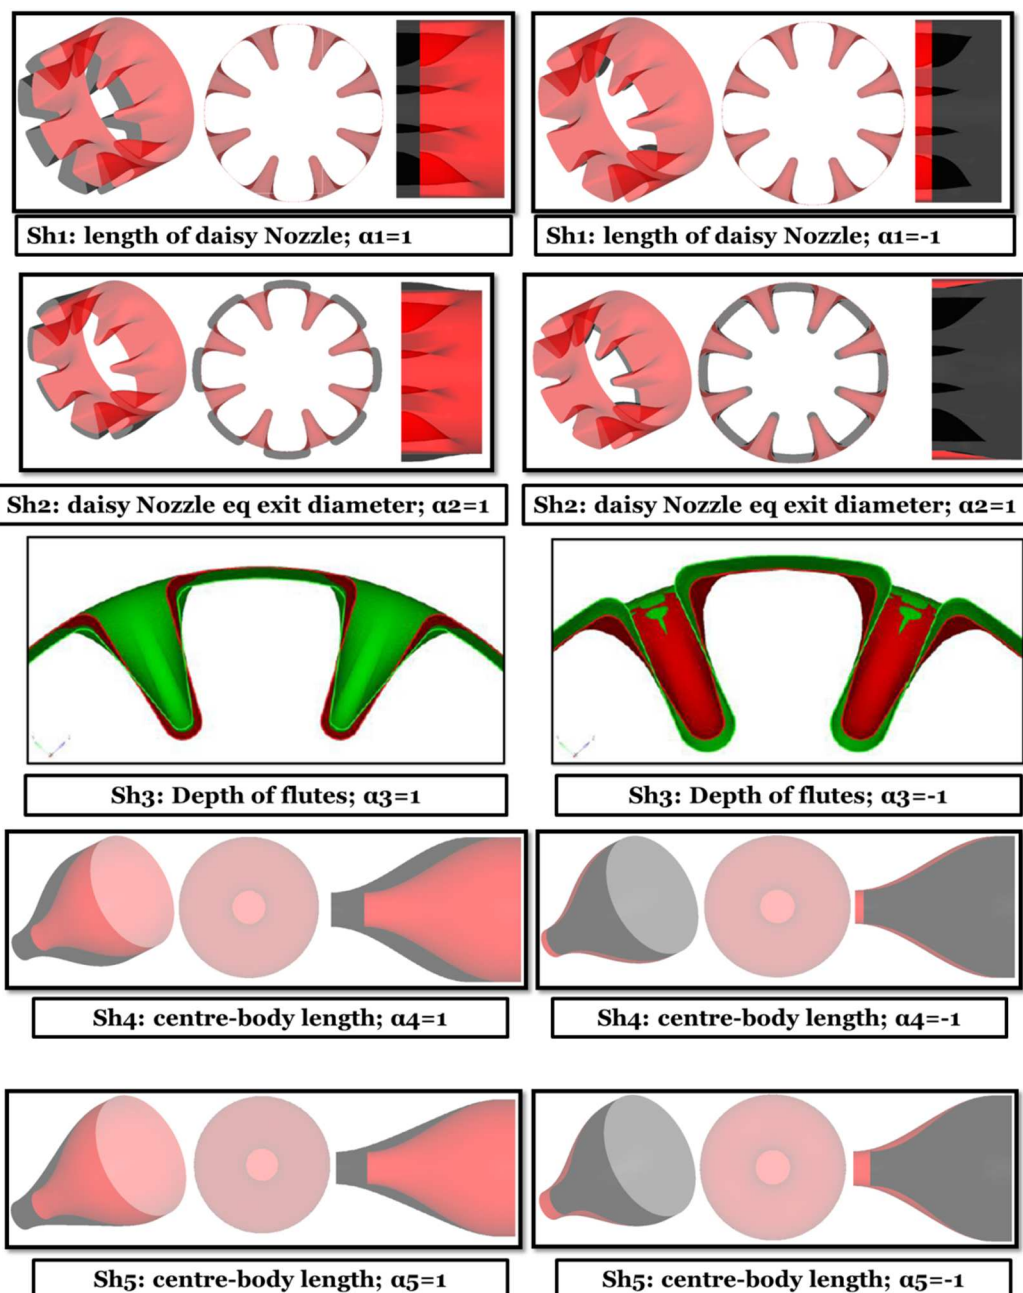 Sh1: length of daisy Nozzle; α1=1
Sh1: length of daisy Nozzle; α1=-1
Sh2: daisy Nozzle eq exit diameter; α2=1
Sh2: daisy Nozzle eq exit diameter; α2=1
Sh3: Depth of flutes; α3=1
Sh3: Depth of flutes; α3=-1
Sh4: centre-body length; α4=1
Sh4: centre-body length; α4=-1
Sh5: centre-body length; α5=1
Sh5: centre-body length; α5=-1